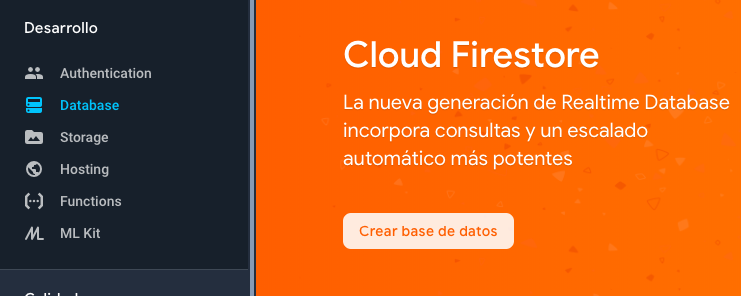 Desarrollo
Authentication
Database
Storage
Hosting
Functions
ML Kit
Cloud Firestore
La nueva generación de Realtime Database
incorpora consultas y un escalado
automático más potentes
Crear base de datos